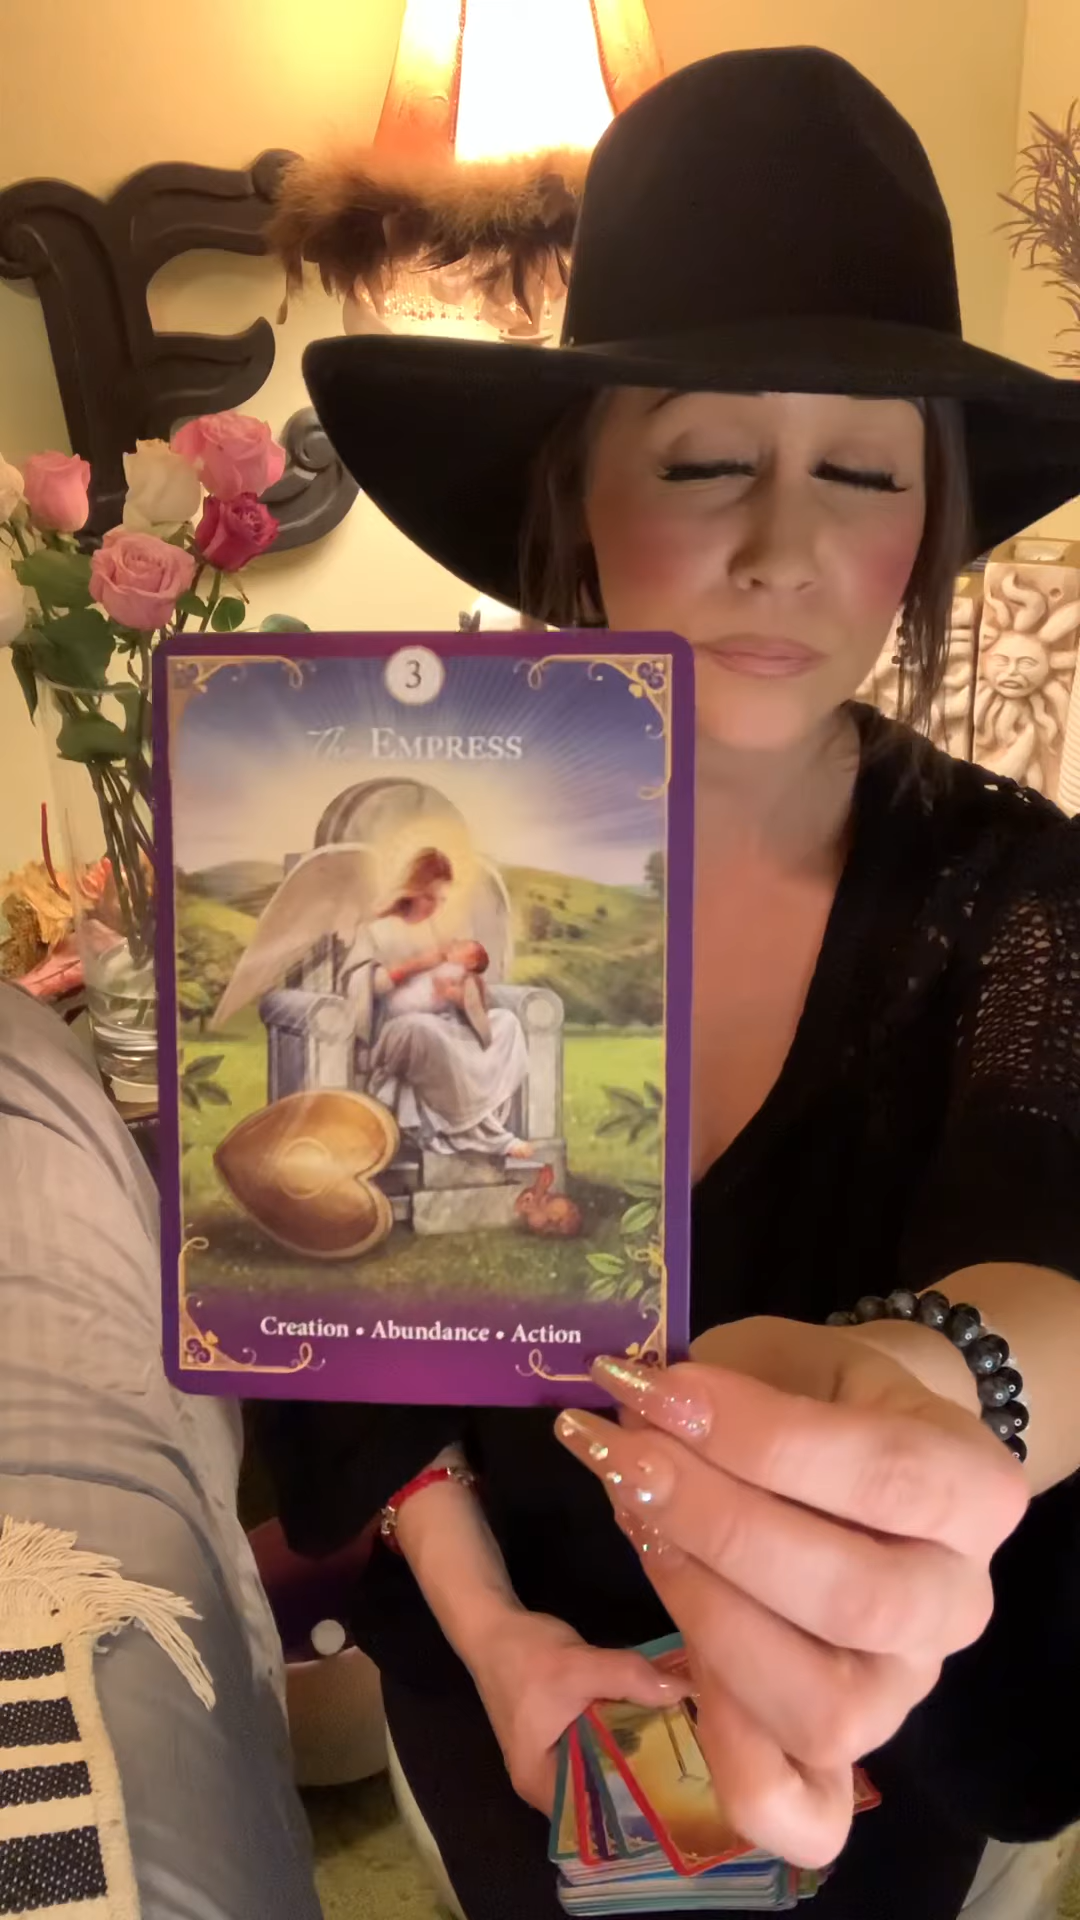 3
The EMPRESS
Creation • Abundance • Action